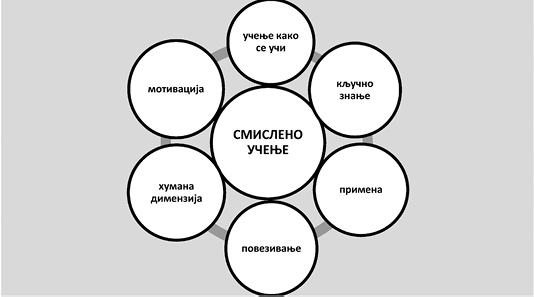 учење како
се учи
мотивација
кључно
знање
СМИСЛЕНО
УЧЕЊЕ
хумана
димензија
примена
повезивање